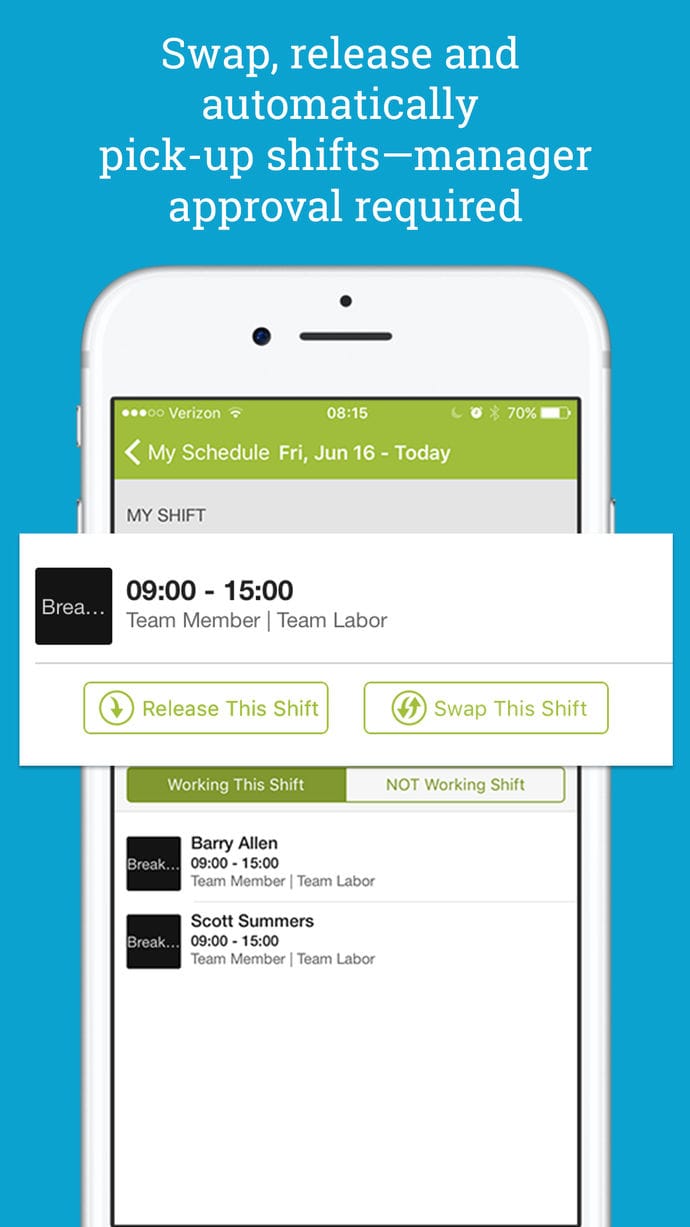 Swap, release and
automatically
pick-up shifts—manager
approval required
Verizon 08:15 70%
My Schedule Fri, Jun 16 - Today
MY SHIFT
Brea...
09:00 - 15:00
Team Member | Team Labor
Release This Shift
Swap This Shift
Working This Shift
NOT Working Shift
Break...
Barry Allen
09:00 - 15:00
Team Member | Team Labor
Break...
Scott Summers
09:00 - 15:00
Team Member | Team Labor